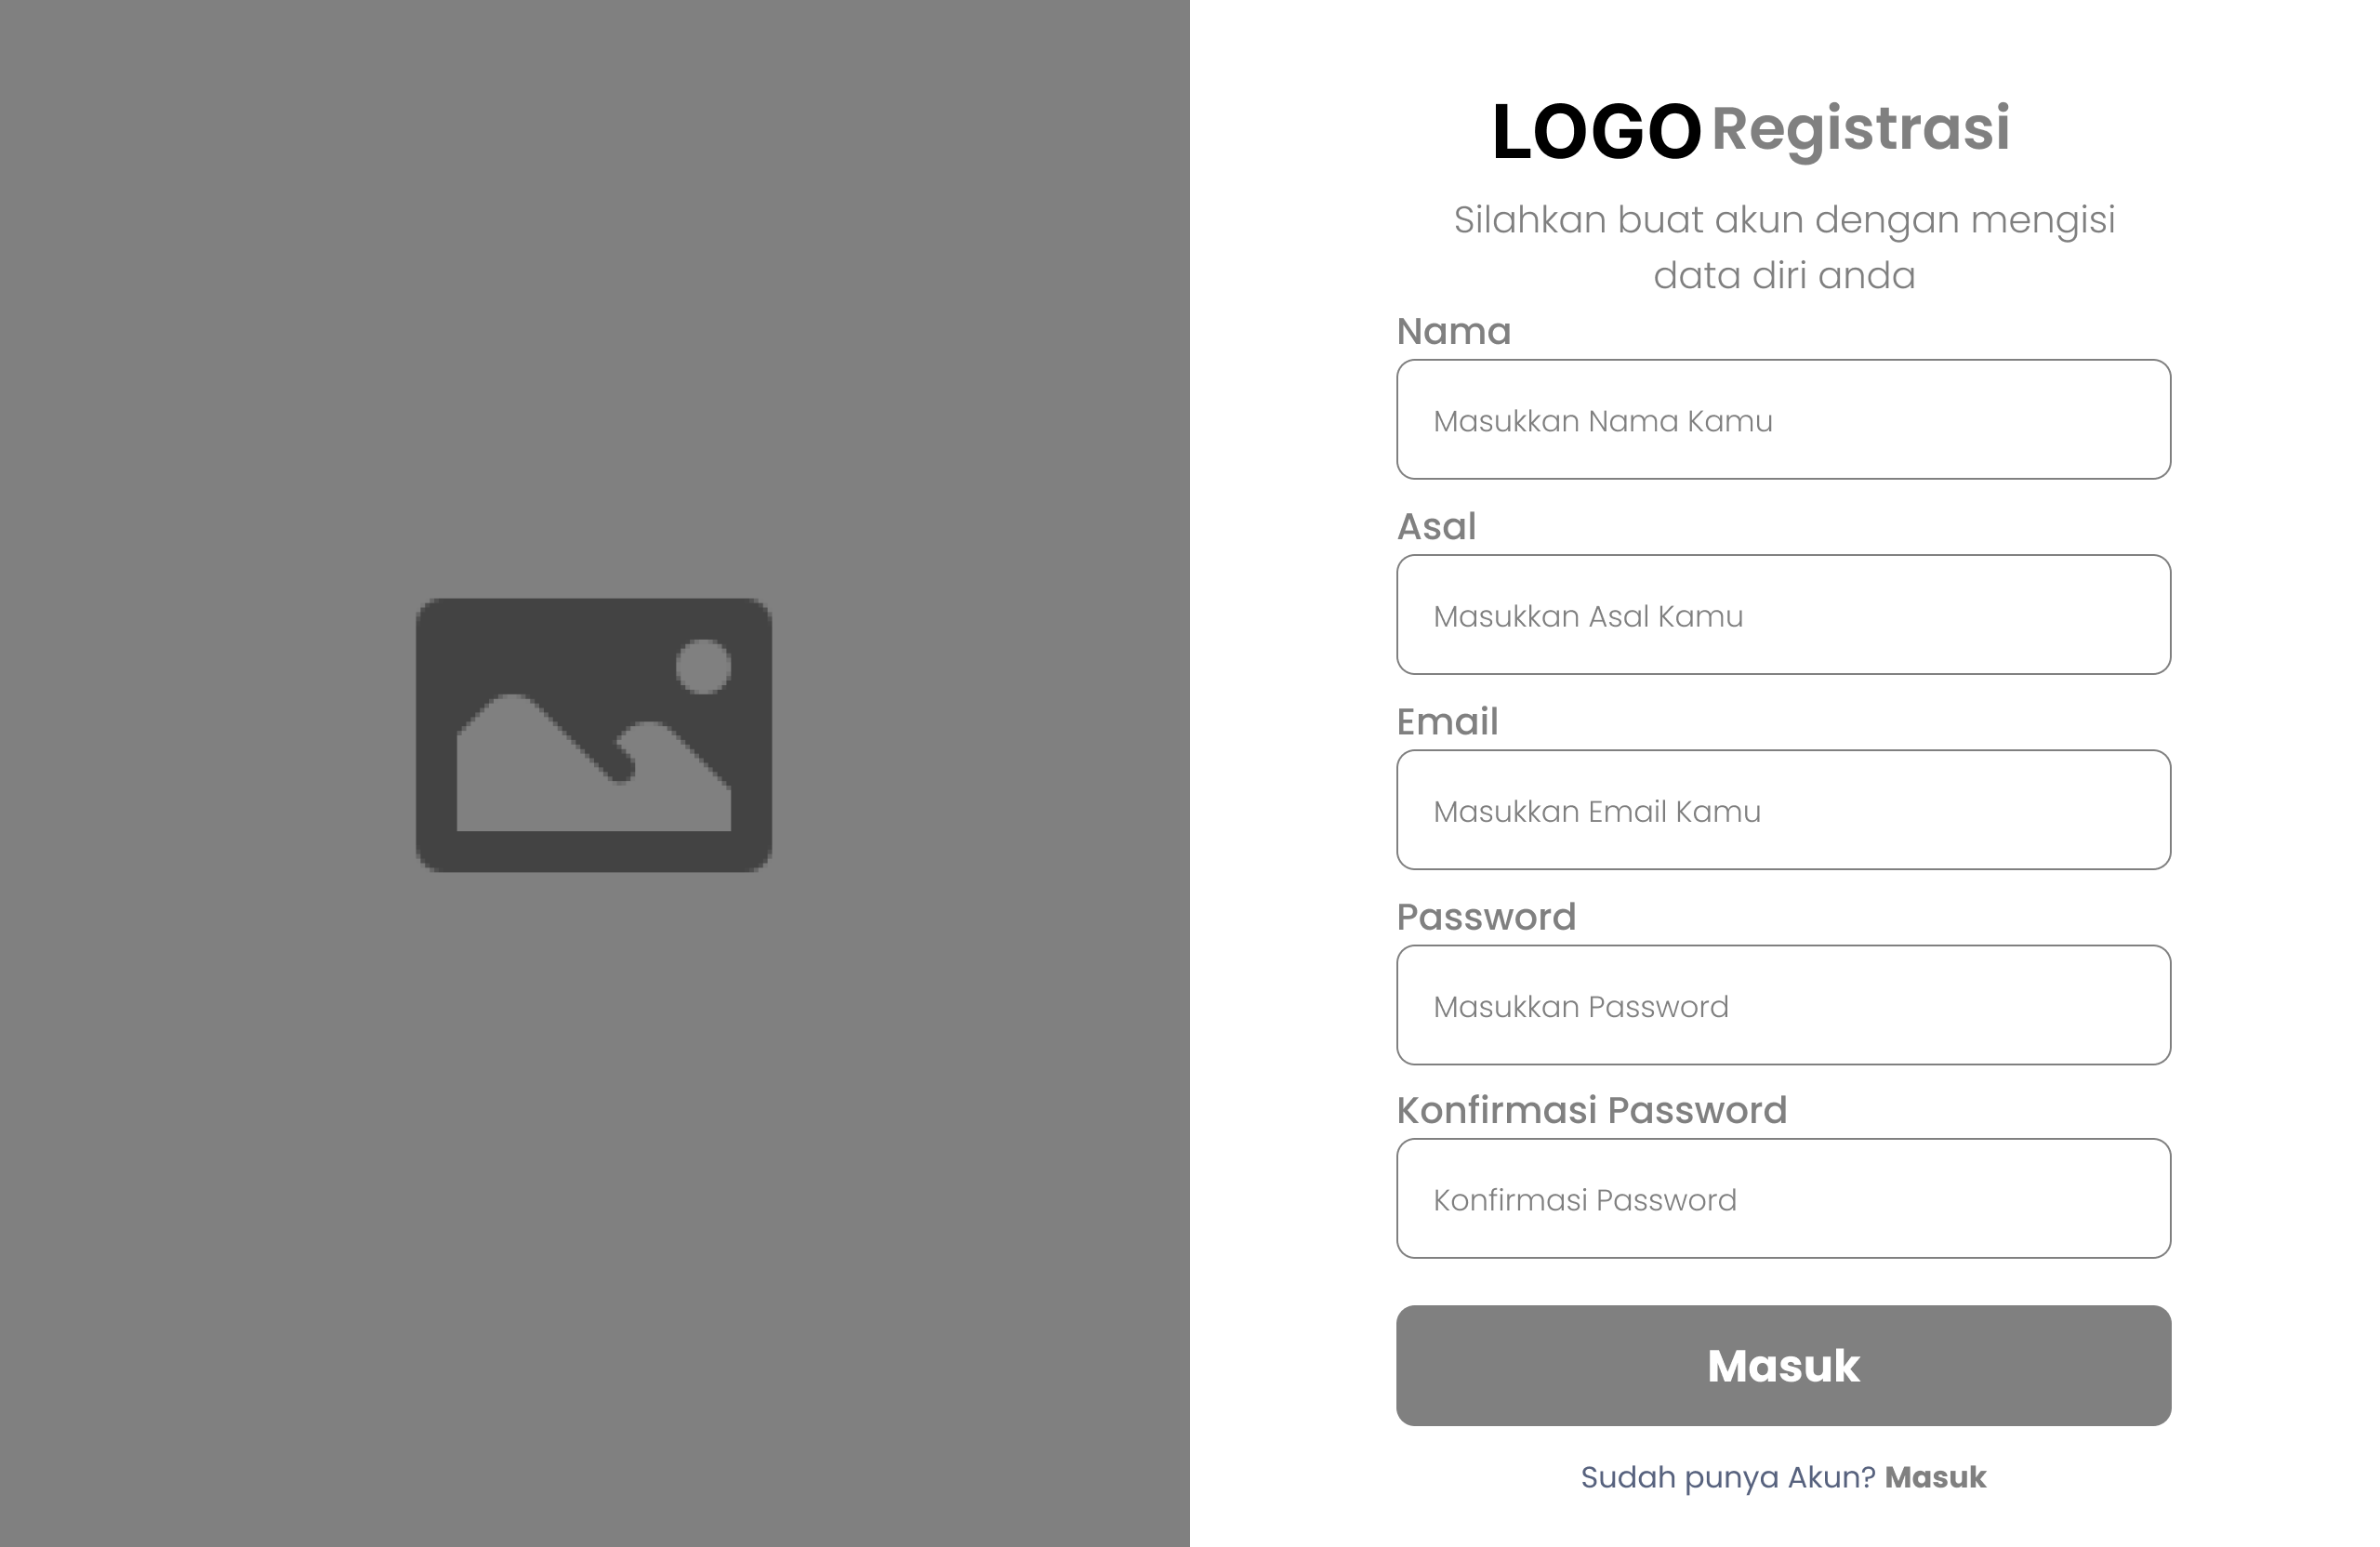 LOGO Registrasi
Silahkan buat akun dengan mengisi
data diri anda
Nama
Masukkan Nama Kamu
Asal
Masukkan Asal Kamu
Email
Masukkan Email Kamu
Password
Masukkan Password
Konfirmasi Password
Konfirmasi Password
Masuk
Sudah punya Akun? Masuk